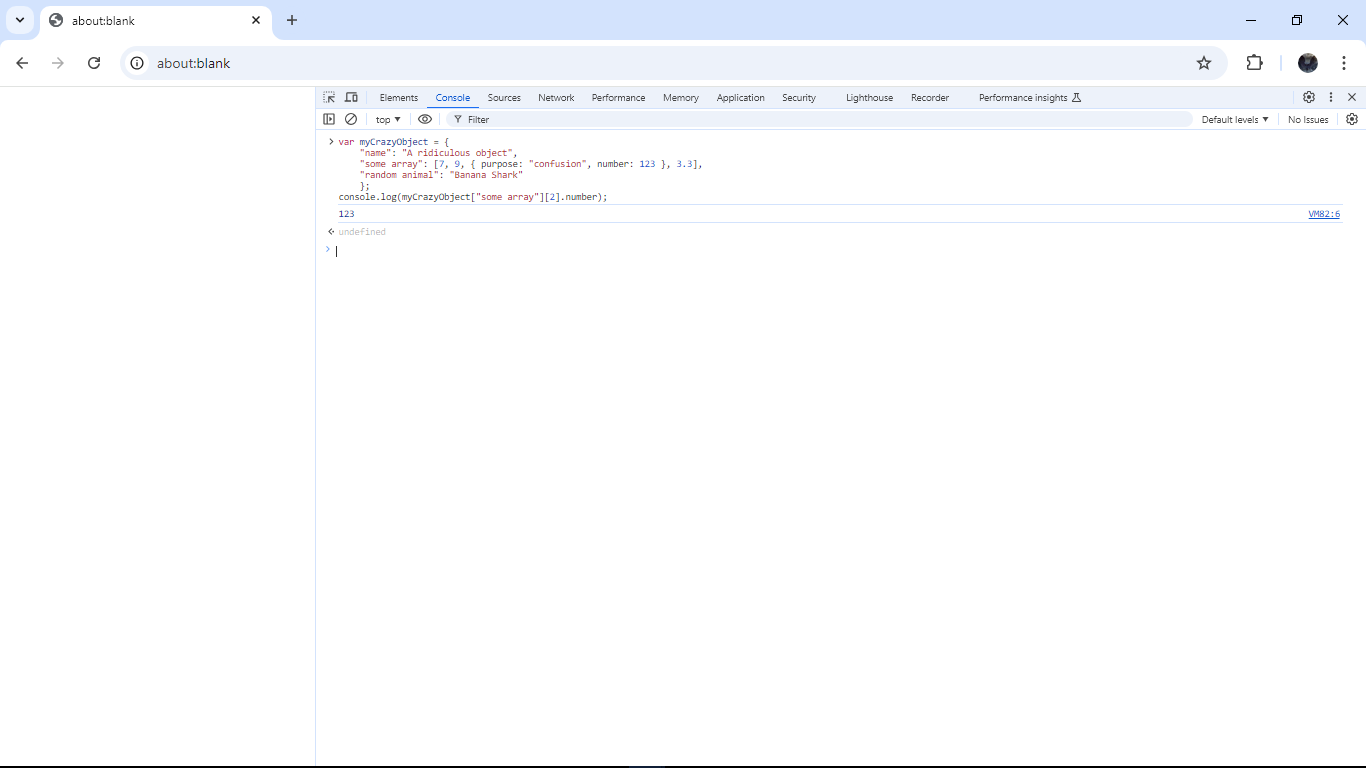 about:blank
about:blank
Elements Console Sources Network Performance Memory Application Security Lighthouse Recorder Performance insights
top Filter Default levels No Issues
var myCrazyObject = {
"name": "A ridiculous object",
"some array": [7, 9, { purpose: "confusion", number: 123 }, 3.3],
"random animal": "Banana Shark"
};
console.log(myCrazyObject["some array"][2].number);
123 VM82:6
undefined